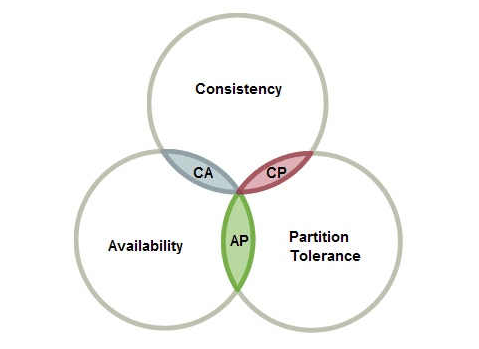 Consistency
CA
CP
Availability
AP
Partition
Tolerance